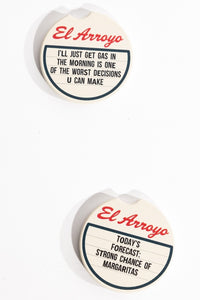 El Arroyo
I'LL JUST GET GAS IN
THE MORNING IS ONE
OF THE WORST DECISIONS
U CAN MAKE
El Arroyo
TODAY'S
FORECAST:
STRONG CHANCE OF
MARGARITAS